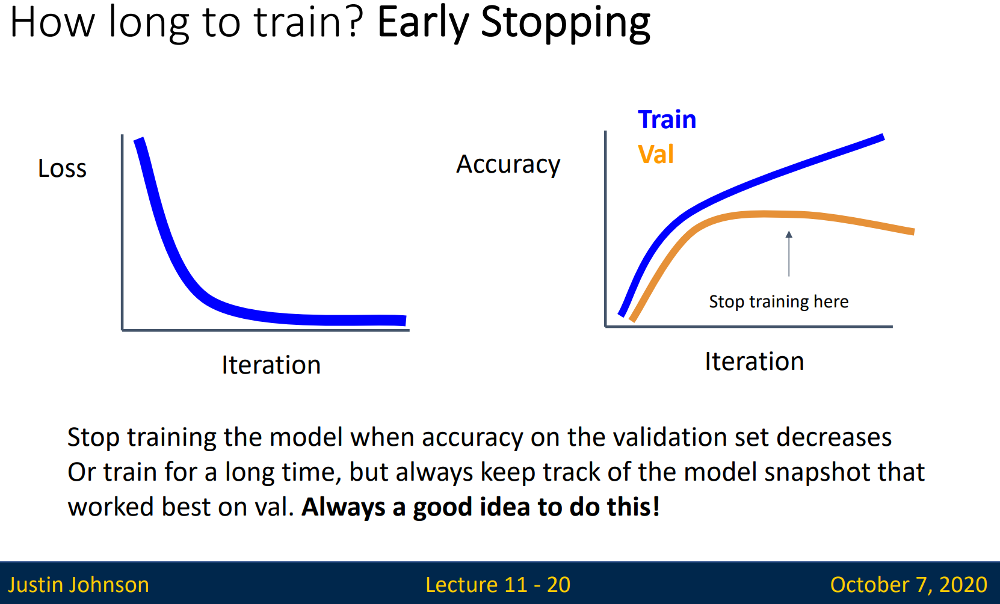 How long to train? Early Stopping
Loss
Iteration
Accuracy
Train
Val
Stop training here
Iteration
Stop training the model when accuracy on the validation set decreases
Or train for a long time, but always keep track of the model snapshot that
worked best on val. Always a good idea to do this!
Justin Johnson
Lecture 11 - 20
October 7, 2020